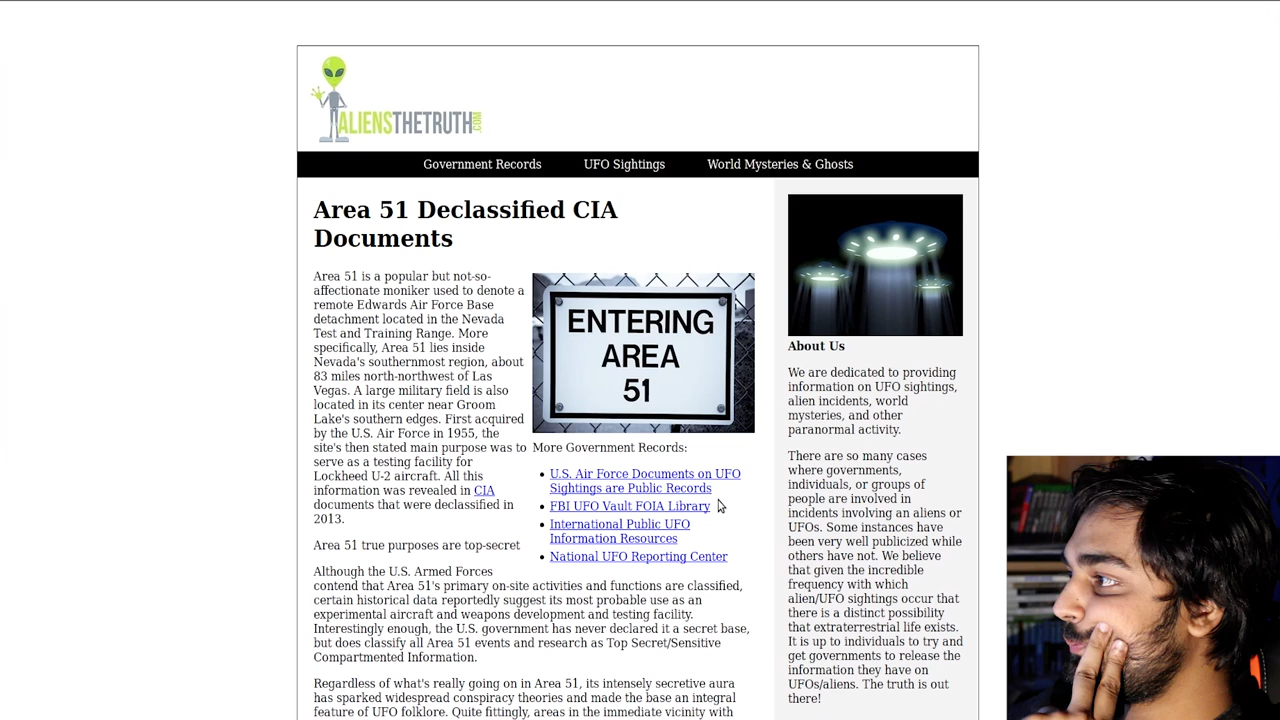 ALIENSTHETRUTH.COM
Government Records
UFO Sightings
World Mysteries & Ghosts
Area 51 Declassified CIA
Documents
Area 51 is a popular but not-so-
affectionate moniker used to denote a
remote Edwards Air Force Base
detachment located in the Nevada
Test and Training Range. More
specifically, Area 51 lies inside
Nevada's southernmost region, about
83 miles north-northwest of Las
Vegas. A large military field is also
located in its center near Groom
Lake's southern edges. First acquired
by the U.S. Air Force in 1955, the
site's then stated main purpose was to
serve as a testing facility for
Lockheed U-2 aircraft. All this
information was revealed in CIA
documents that were declassified in
2013.
ENTERING
AREA
51
More Government Records:
• U.S. Air Force Documents on UFO
Sightings are Public Records
• FBI UFO Vault FOIA Library
• International Public UFO
Information Resources
• National UFO Reporting Center
Area 51 true purposes are top-secret
Although the U.S. Armed Forces
contend that Area 51's primary on-site activities and functions are classified,
certain historical data reportedly suggest its most probable use as an
experimental aircraft and weapons development and testing facility.
Interestingly enough, the U.S. government has never declared it a secret base,
but does classify all Area 51 events and research as Top Secret/Sensitive
Compartmented Information.
Regardless of what's really going on in Area 51, its intensely secretive aura
has sparked widespread conspiracy theories and made the base an integral
feature of UFO folklore. Quite fittingly, areas in the immediate vicinity with
About Us
We are dedicated to providing
information on UFO sightings,
alien incidents, world
mysteries, and other
paranormal activity.
There are so many cases
where governments,
individuals, or groups of
people are involved in
incidents involving an aliens or
UFOs. Some instances have
been very well publicized while
others have not. We believe
that given the incredible
frequency with which
alien/UFO sightings occur that
there is a distinct possibility
that extraterrestrial life exists.
It is up to individuals to try and
get governments to release the
information they have on
UFOs/aliens. The truth is out
there!